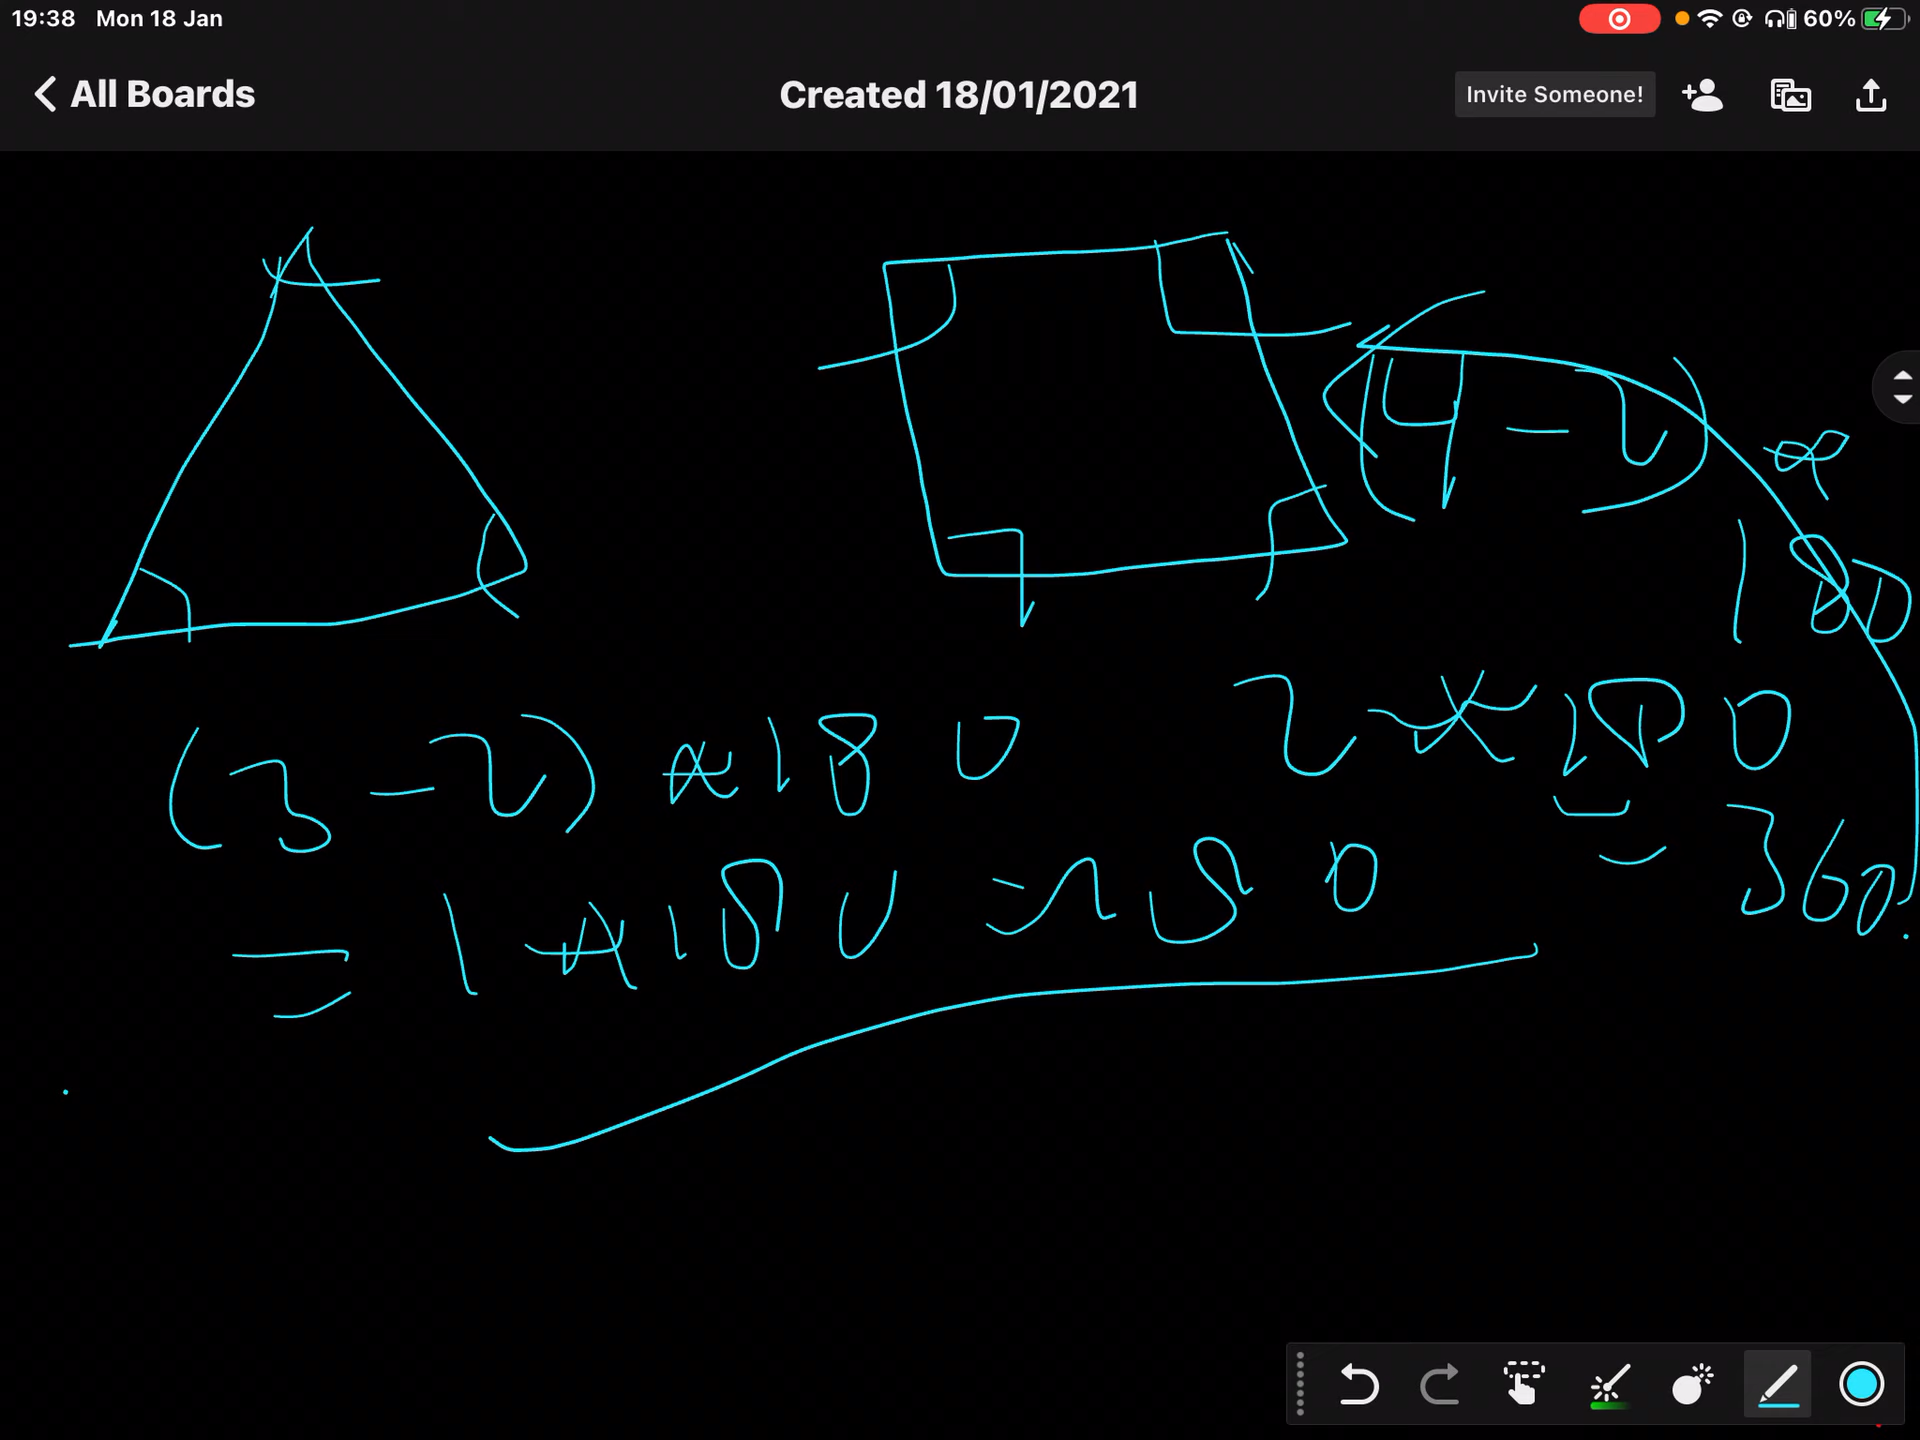 19:38 Mon 18 Jan
60%
All Boards
Created 18/01/2021
Invite Someone!
(4-2) *
180
(3-2) * 180
2 * 180
= 360.
= 1 * 180 = 180